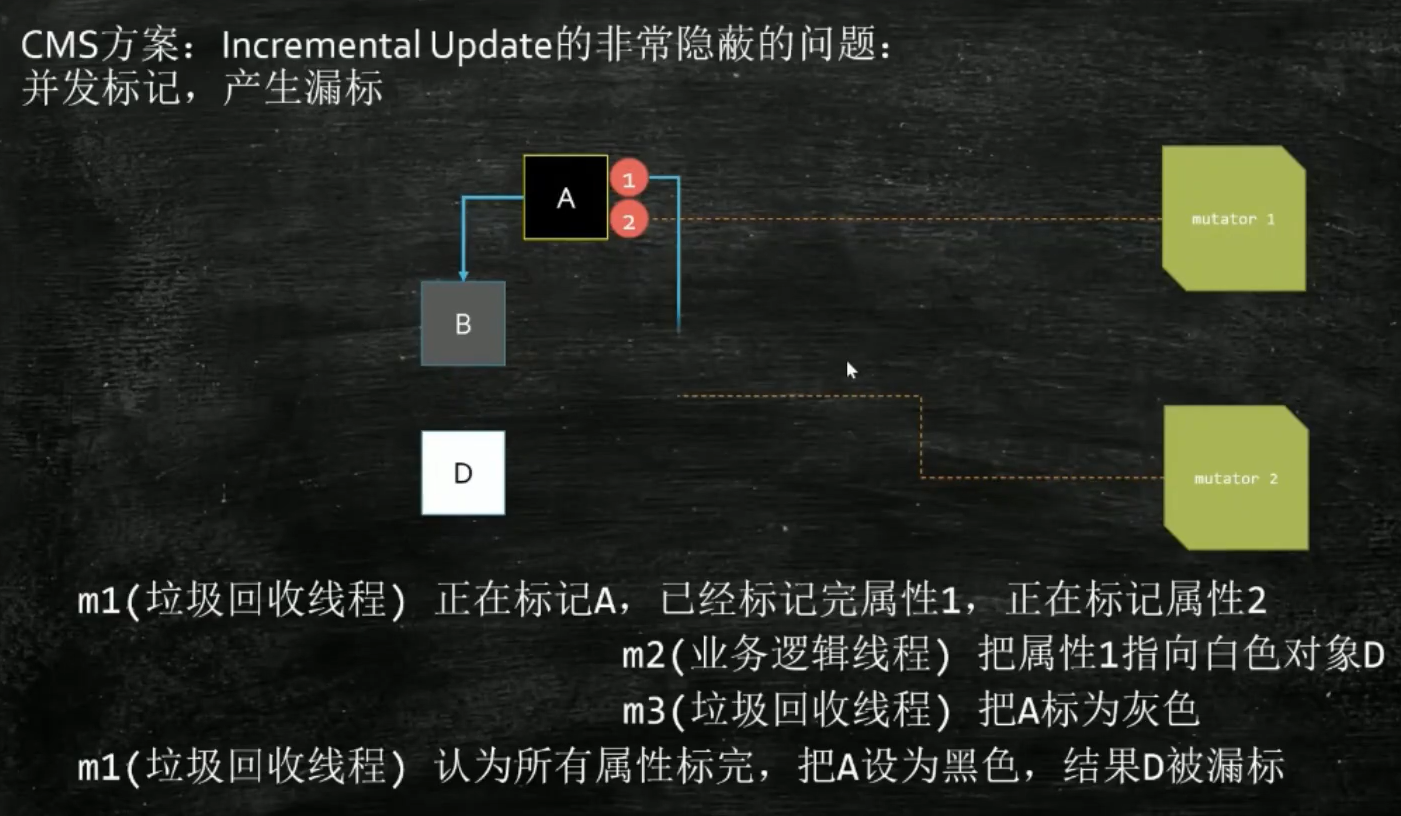 CMS方案：Incremental Update的非常隐蔽的问题：
并发标记，产生漏标
A
1
2
mutator 1
B
D
mutator 2
m1(垃圾回收线程) 正在标记A，已经标记完属性1，正在标记属性2
m2(业务逻辑线程) 把属性1指向白色对象D
m3(垃圾回收线程) 把A标为灰色
m1(垃圾回收线程) 认为所有属性标完，把A设为黑色，结果D被漏标